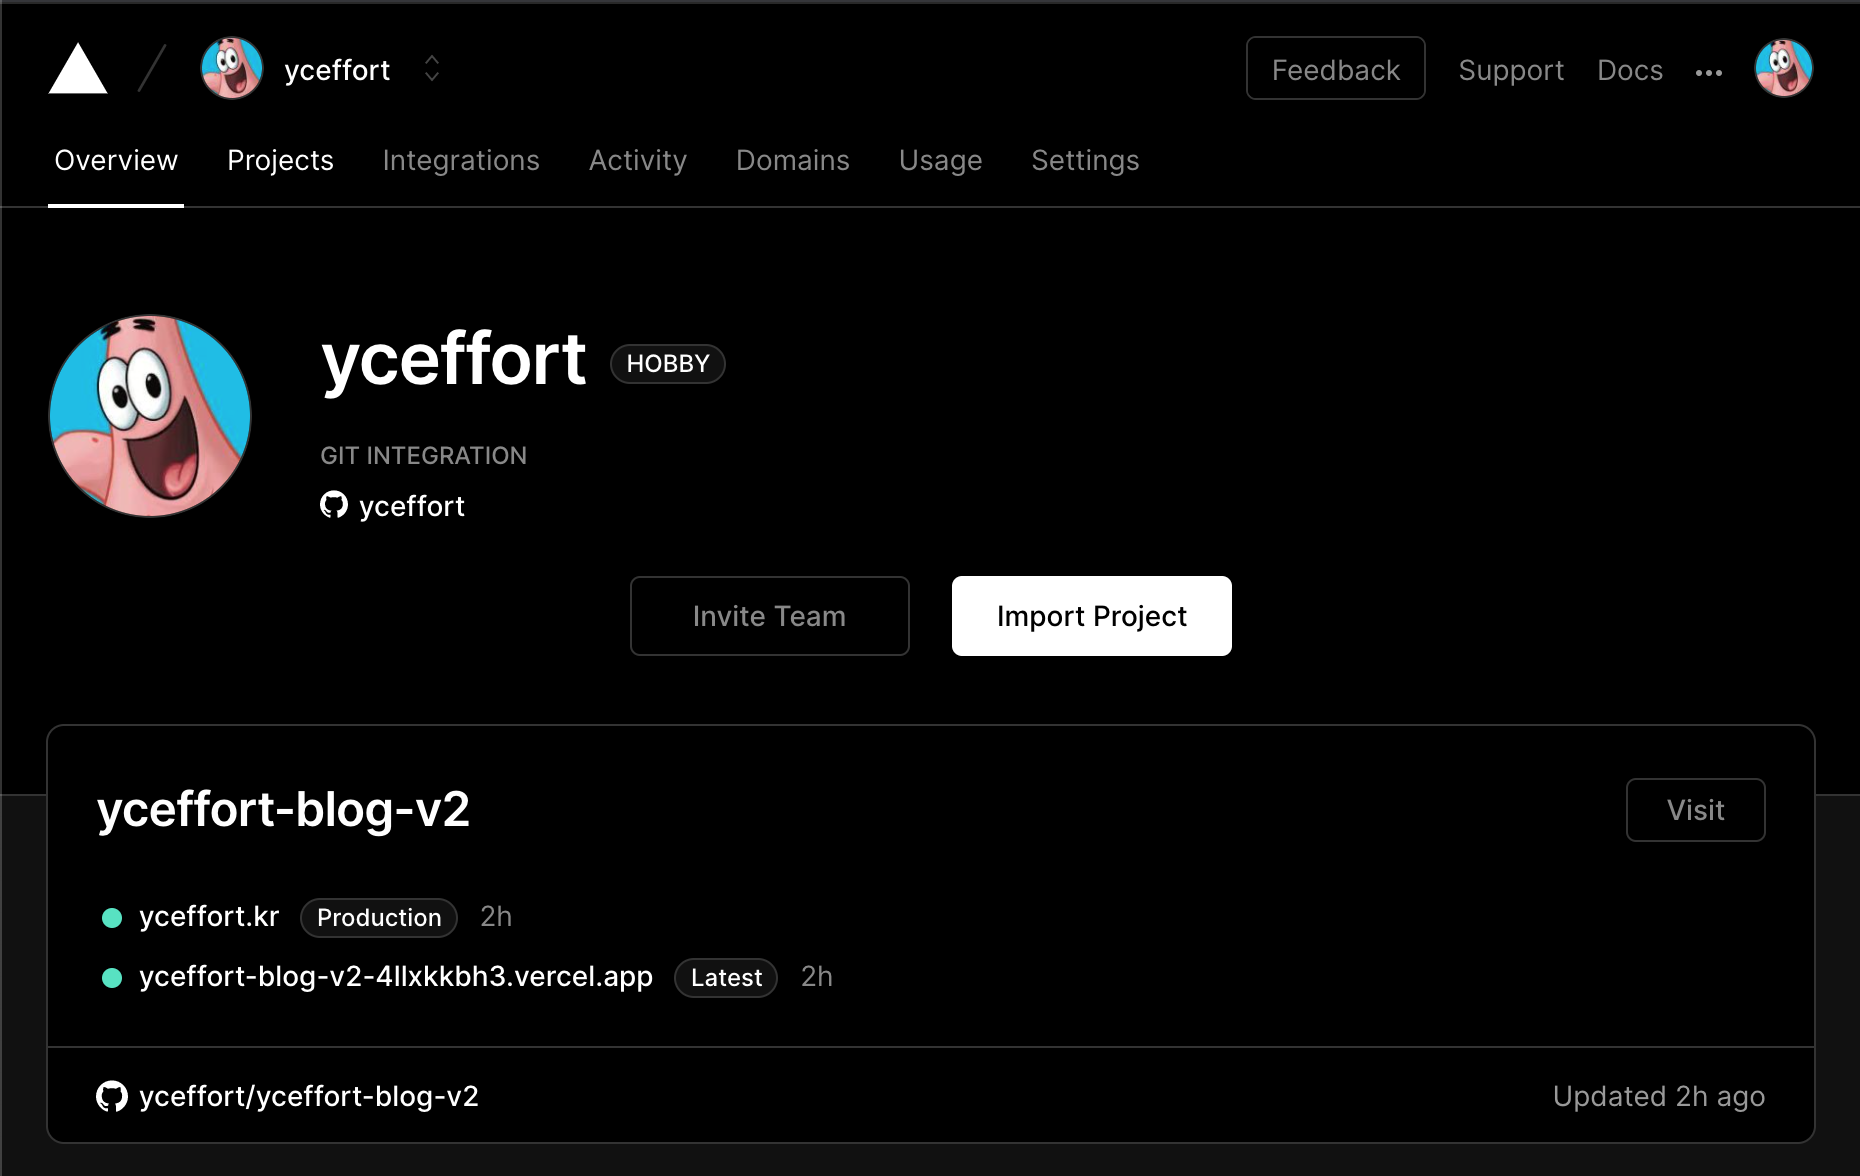 yceffort Feedback Support Docs
Overview Projects Integrations Activity Domains Usage Settings
yceffort HOBBY
GIT INTEGRATION
yceffort
Invite Team Import Project
yceffort-blog-v2 Visit
yceffort.kr Production 2h
yceffort-blog-v2-4llxkkbh3.vercel.app Latest 2h
yceffort/yceffort-blog-v2 Updated 2h ago